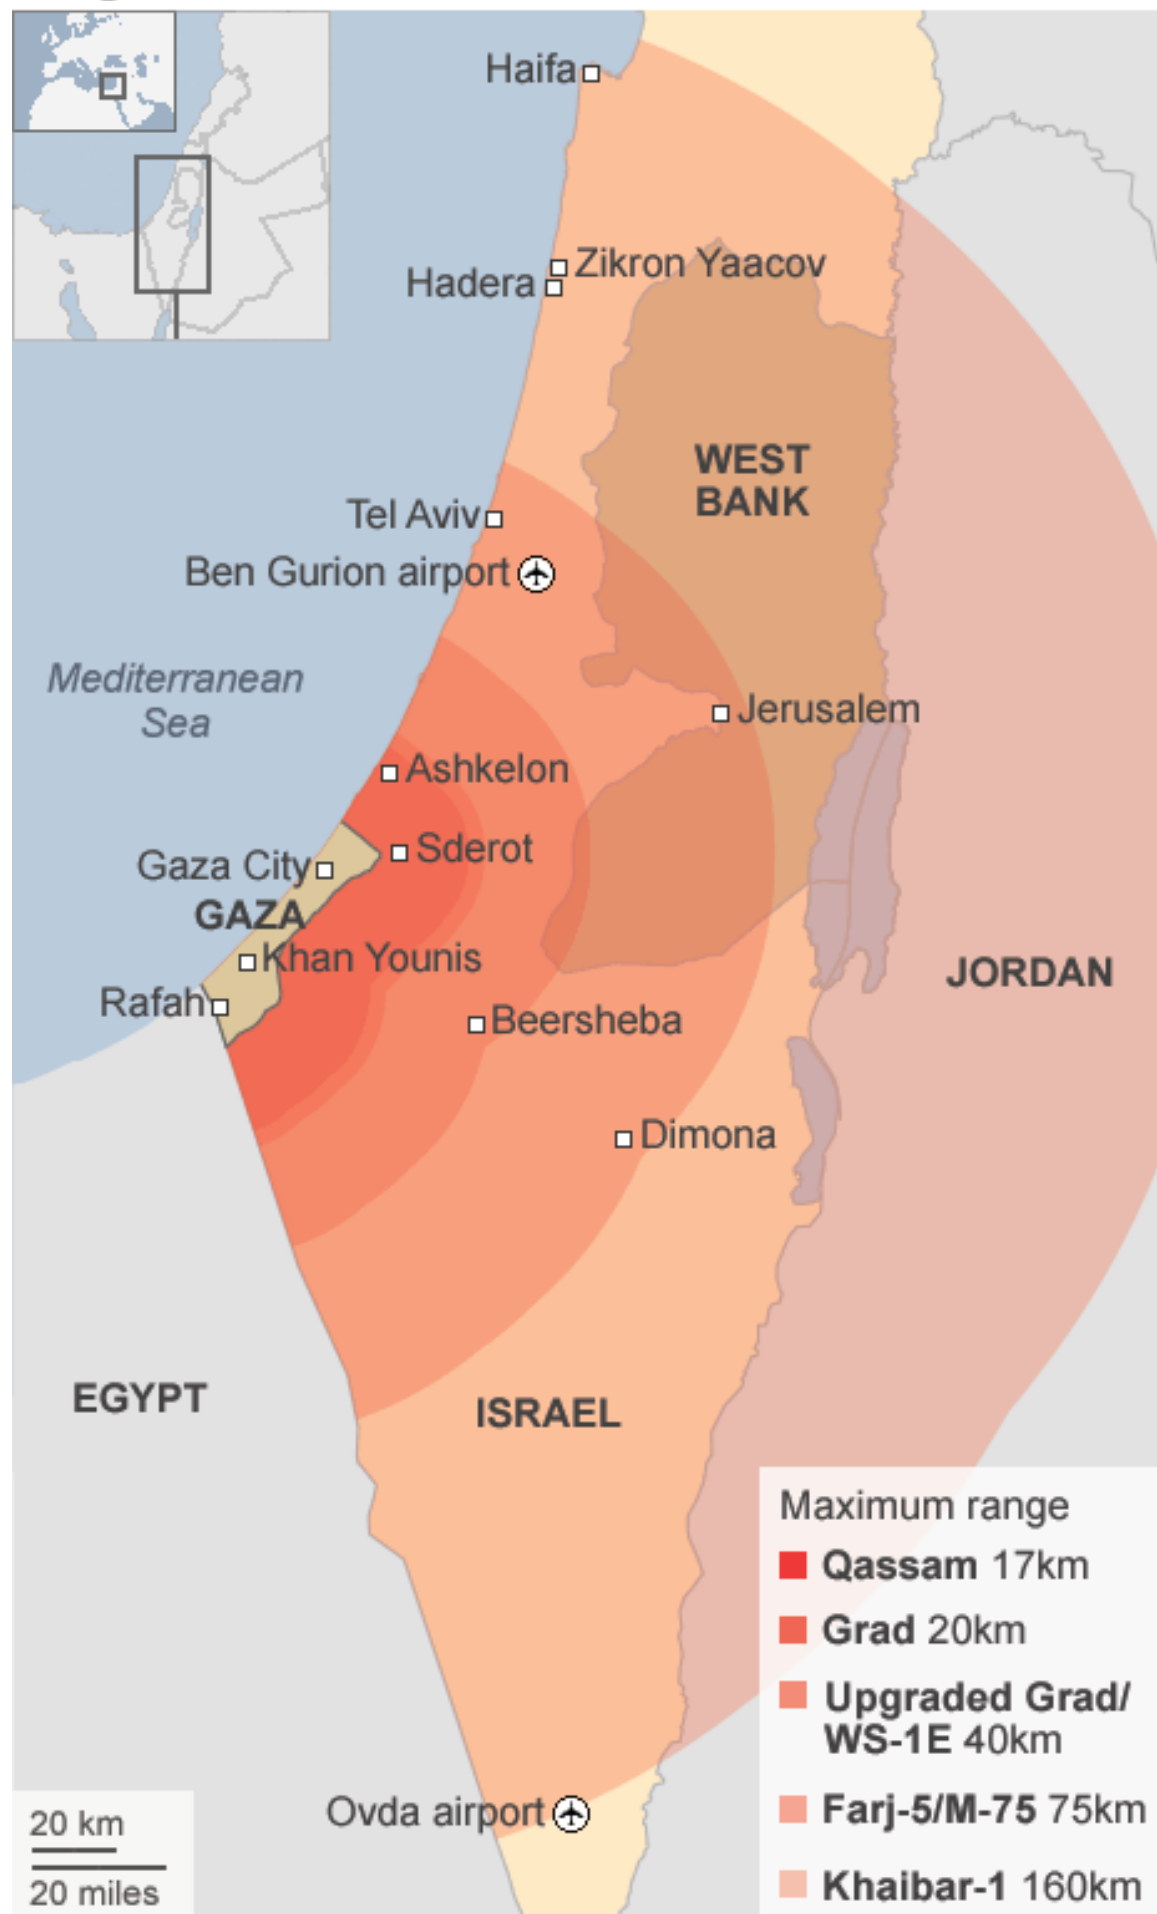 Haifa
Zikron Yaacov
Hadera
WEST
BANK
Tel Aviv
Ben Gurion airport
Mediterranean
Sea
Jerusalem
Ashkelon
Sderot
Gaza City
GAZA
Khan Younis
JORDAN
Rafah
Beersheba
Dimona
EGYPT
ISRAEL
Maximum range
Qassam 17km
Grad 20km
Upgraded Grad/
WS-1E 40km
Farj-5/M-75 75km
Khaibar-1 160km
Ovda airport
20 km
20 miles